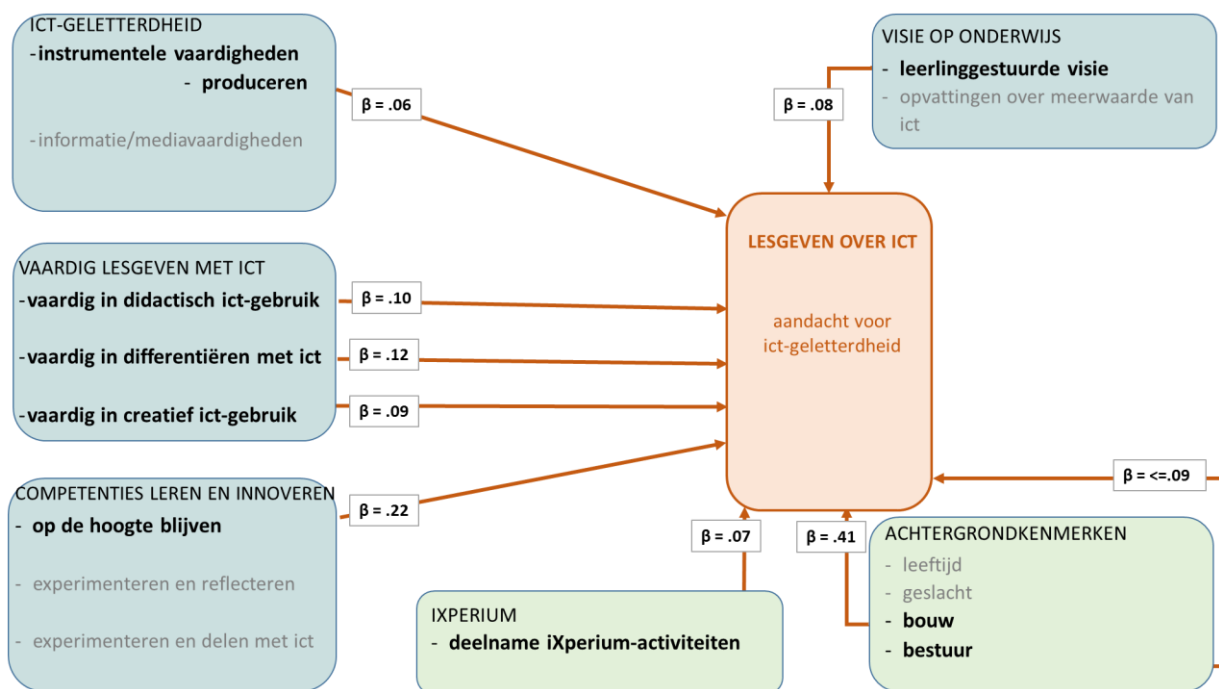 ICT-GELETTERDHEID
-instrumentele vaardigheden
- produceren
-informatie/mediavaardigheden
β = .06
VISIE OP ONDERWIJS
- leerlinggestuurde visie
- opvattingen over meerwaarde van
ict
β = .08
LESGEVEN OVER ICT
aandacht voor
ict-geletterdheid
VAARDIG LESGEVEN MET ICT
-vaardig in didactisch ict-gebruik
β = .10
-vaardig in differentiëren met ict
β = .12
-vaardig in creatief ict-gebruik
β = .09
COMPETENTIES LEREN EN INNOVEREN
- op de hoogte blijven
β = .22
- experimenteren en reflecteren
- experimenteren en delen met ict
β = .07
IXPERIUM
- deelname iXperium-activiteiten
β = .41
β = <=.09
ACHTERGRONDKENMERKEN
- leeftijd
- geslacht
- bouw
- bestuur